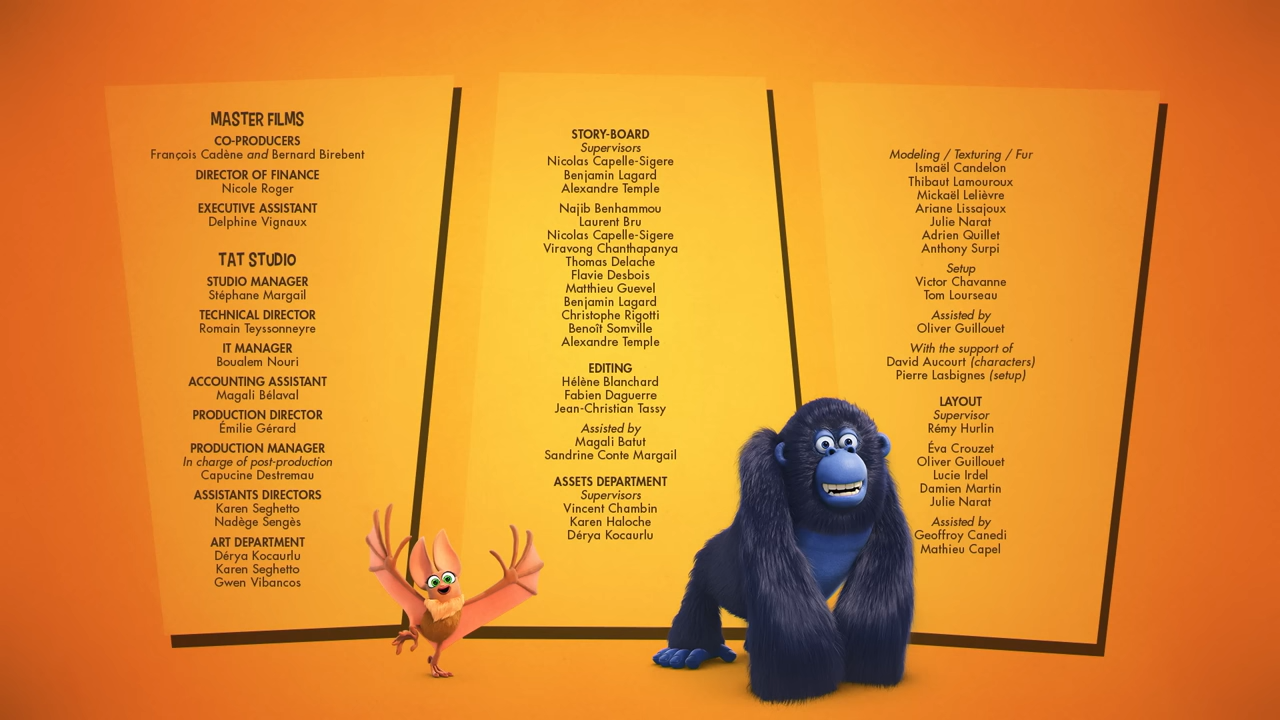 MASTER FILMS
CO-PRODUCERS
François Cadène and Bernard Birebent
DIRECTOR OF FINANCE
Nicole Roger
EXECUTIVE ASSISTANT
Delphine Vignaux
TAT STUDIO
STUDIO MANAGER
Stéphane Margail
TECHNICAL DIRECTOR
Romain Teyssonneyre
IT MANAGER
Boualem Nouri
ACCOUNTING ASSISTANT
Magali Bélaval
PRODUCTION DIRECTOR
Émilie Gérard
PRODUCTION MANAGER
In charge of post-production
Capucine Destremau
ASSISTANTS DIRECTORS
Karen Seghetto
Nadège Sengès
ART DEPARTMENT
Dérya Kocaurlu
Karen Seghetto
Gwen Vibancos
STORY-BOARD
Supervisors
Nicolas Capelle-Sigere
Benjamin Lagard
Alexandre Temple
Najib Benhammou
Laurent Bru
Nicolas Capelle-Sigere
Viravong Chanthapanya
Thomas Delache
Flavie Desbois
Matthieu Guevel
Benjamin Lagard
Christophe Rigotti
Benoît Somville
Alexandre Temple
EDITING
Hélène Blanchard
Fabien Daguerre
Jean-Christian Tassy
Assisted by
Magali Batut
Sandrine Conte Margail
ASSETS DEPARTMENT
Supervisors
Vincent Chambin
Karen Haloche
Dérya Kocaurlu
Modeling / Texturing / Fur
Ismaël Candelon
Thibaut Lamouroux
Mickaël Lelièvre
Ariane Lissajoux
Julie Narat
Adrien Quillet
Anthony Surpi
Setup
Victor Chavanne
Tom Lourseau
Assisted by
Oliver Guillouet
With the support of
David Aucourt (characters)
Pierre Lasbignes (setup)
LAYOUT
Supervisor
Rémy Hurlin
Éva Crouzet
Oliver Guillouet
Lucie Irdel
Damien Martin
Julie Narat
Assisted by
Geoffroy Canedi
Mathieu Capel